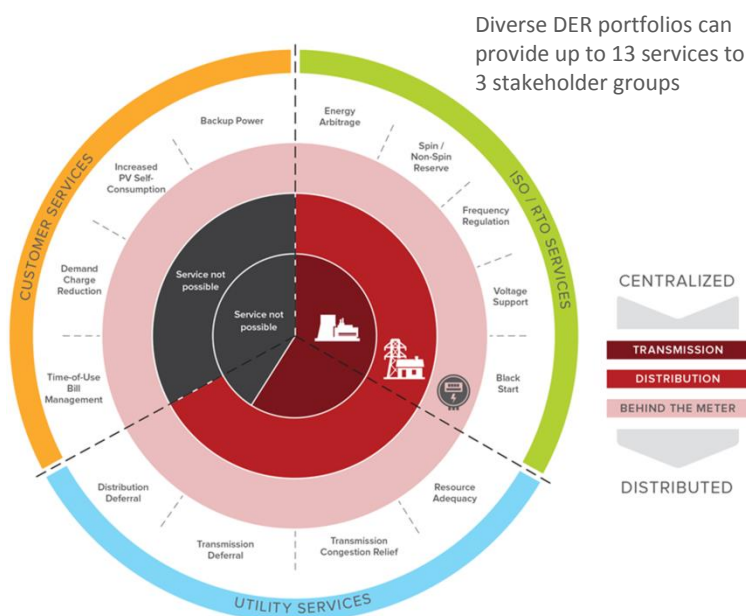 Diverse DER portfolios can
provide up to 13 services to
3 stakeholder groups
CUSTOMER SERVICES
ISO / RTO SERVICES
UTILITY SERVICES
Backup Power
Increased
PV Self-
Consumption
Demand
Charge
Reduction
Time-of-Use
Bill
Management
Energy
Arbitrage
Spin /
Non-Spin
Reserve
Frequency
Regulation
Voltage
Support
Black
Start
Resource
Adequacy
Transmission
Congestion Relief
Transmission
Deferral
Distribution
Deferral
Service not
possible
Service not
possible
CENTRALIZED
TRANSMISSION
DISTRIBUTION
BEHIND THE METER
DISTRIBUTED